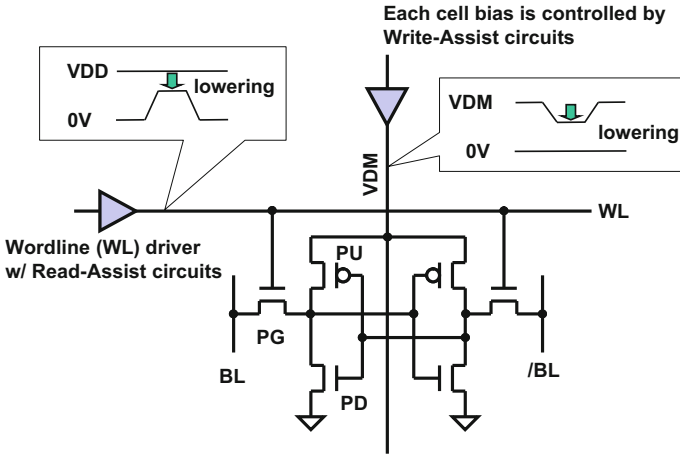 Each cell bias is controlled by
Write-Assist circuits
VDD
lowering
0V
VDM
lowering
0V
VDM
WL
Wordline (WL) driver
w/ Read-Assist circuits
PU
PG
BL
/BL
PD